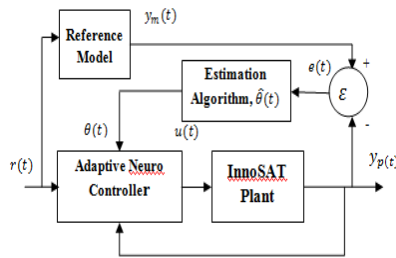 y_m(t)
Reference
Model
e(t)
+
Estimation
Algorithm, θ̂(t)
ε
θ(t)
u(t)
-
r(t)
Adaptive Neuro
Controller
InnoSAT
Plant
y_p(t)